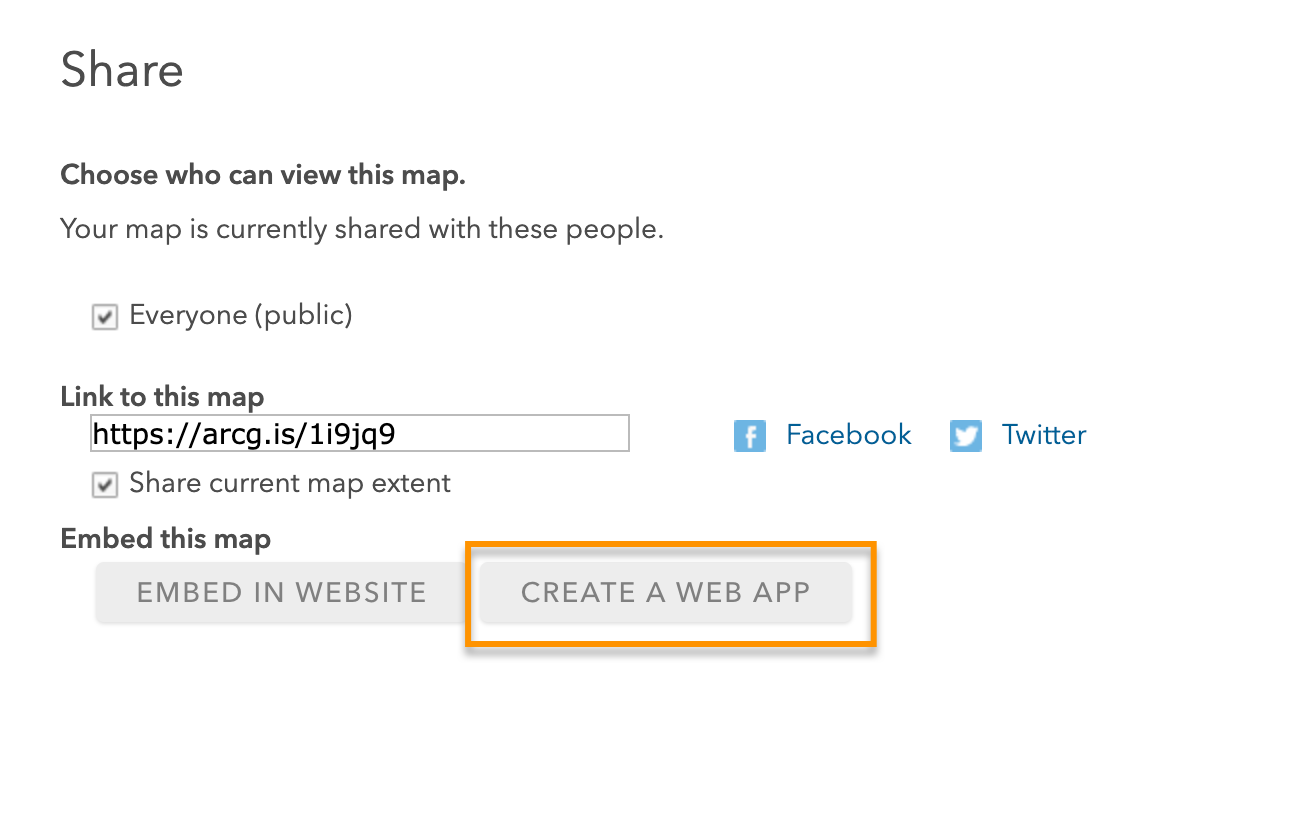 Share
Choose who can view this map.
Your map is currently shared with these people.
Everyone (public)
Link to this map
https://arcg.is/1i9jq9 Facebook Twitter
Share current map extent
Embed this map
EMBED IN WEBSITE CREATE A WEB APP